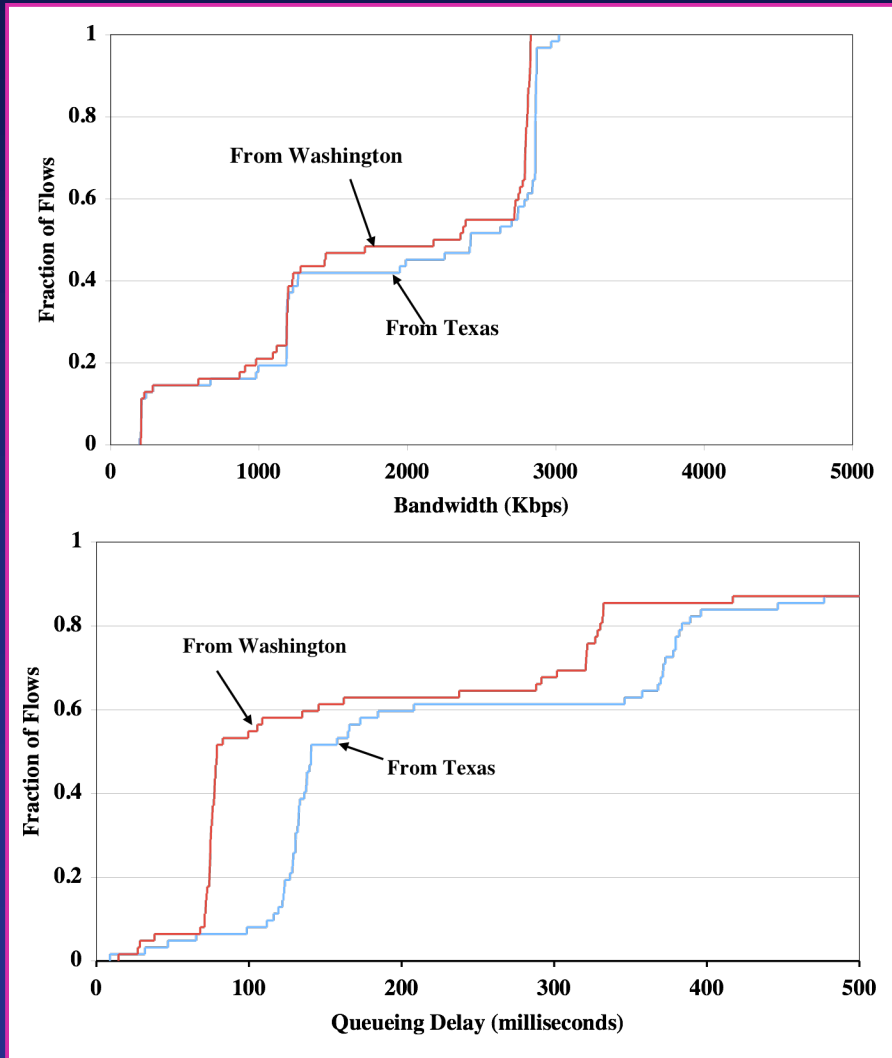 1
0.8
0.6
0.4
0.2
0
Fraction of Flows
From Washington
From Texas
0 1000 2000 3000 4000 5000
Bandwidth (Kbps)
1
0.8
0.6
0.4
0.2
0
Fraction of Flows
From Washington
From Texas
0 100 200 300 400 500
Queueing Delay (milliseconds)